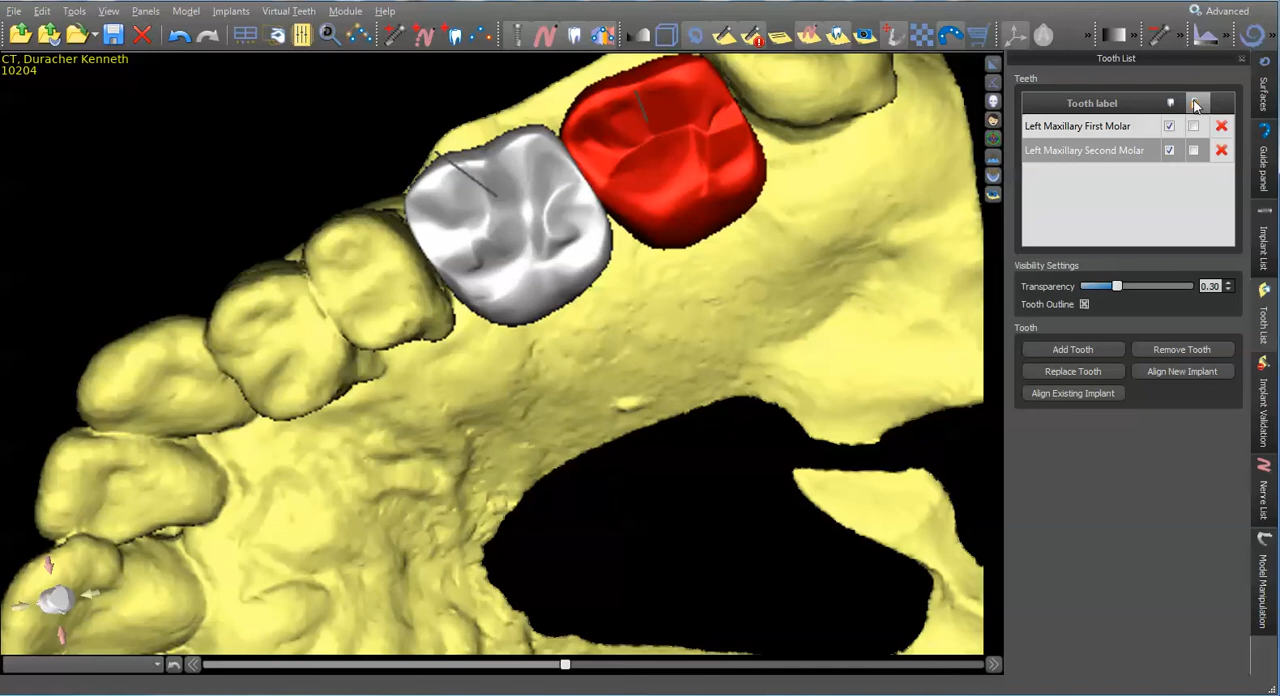 File Edit Tools View Panels Model Implants Virtual Teeth Module Help
Advanced
CT, Duracher Kenneth
10204
Tooth List
Teeth
Tooth label
Left Maxillary First Molar
Left Maxillary Second Molar
Visibility Settings
Transparency 0.30
Tooth Outline
Tooth
Add Tooth Remove Tooth
Replace Tooth Align New Implant
Align Existing Implant
Surfaces
Guide panel
Implant List
Tooth List
Implant Validation
Nerve List
Model Manipulation